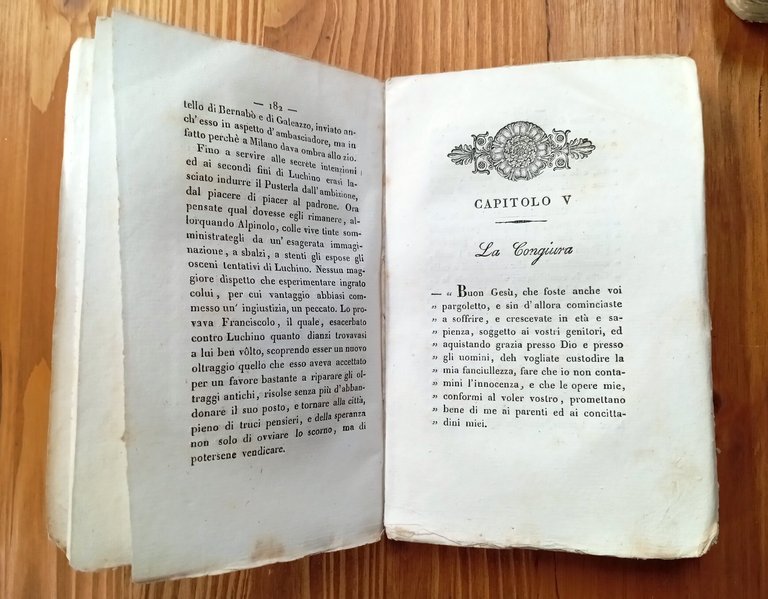 — 182 —
tello di Bernabò e di Galeazzo, inviato an-
ch'esso in aspetto d'ambasciadore, ma in
fatto perchè a Milano dava ombra allo zio.
Fino a servire alle secrète intenzioni
ed ai secondi fini di Luchino erasi la-
sciato indurre il Pusterla dall'ambizione,
dal piacere di piacer al padrone. Ora
pensate qual dovesse egli rimanere, al-
lorquando Alpinolo, colle vive tinte som-
ministrategli da un'esagerata immagi-
nazione, a sbalzi, a stenti gli espose gli
osceni tentativi di Luchino. Nessun mag-
giore dispetto che esperimentare ingrato
colui, per cui vantaggio abbiasi com-
messo un'ingiustizia, un peccato. Lo pro-
vava Franciscolo, il quale, esacerbato
contro Luchino quanto dianzi trovavasi
a lui ben vôlto, scoprendo esser un nuovo
oltraggio quello che esso aveva accettato
per un favore bastante a riparare gli ol-
traggi antichi, risolse senza più d'abban-
donare il suo posto, e tornare alla città,
pieno di truci pensieri, e della speranza
non solo di ovviare lo scorno, ma di
potersene vendicare.
CAPITOLO V
La Congiura
— « Buon Gesù, che foste anche voi
» pargoletto, e sin d'allora cominciaste
» a soffrire, e crescevate in età e sa-
» pienza, soggetto ai vostri genitori, ed
» aquistando grazia presso Dio e presso
» gli uomini, deh vogliate custodire la
» mia fanciullezza, fare che io non conta-
» mini l'innocenza, e che le opere mie,
» conformi al voler vostro, promettano
» bene di me ai parenti ed ai concitta-
» dini miei.